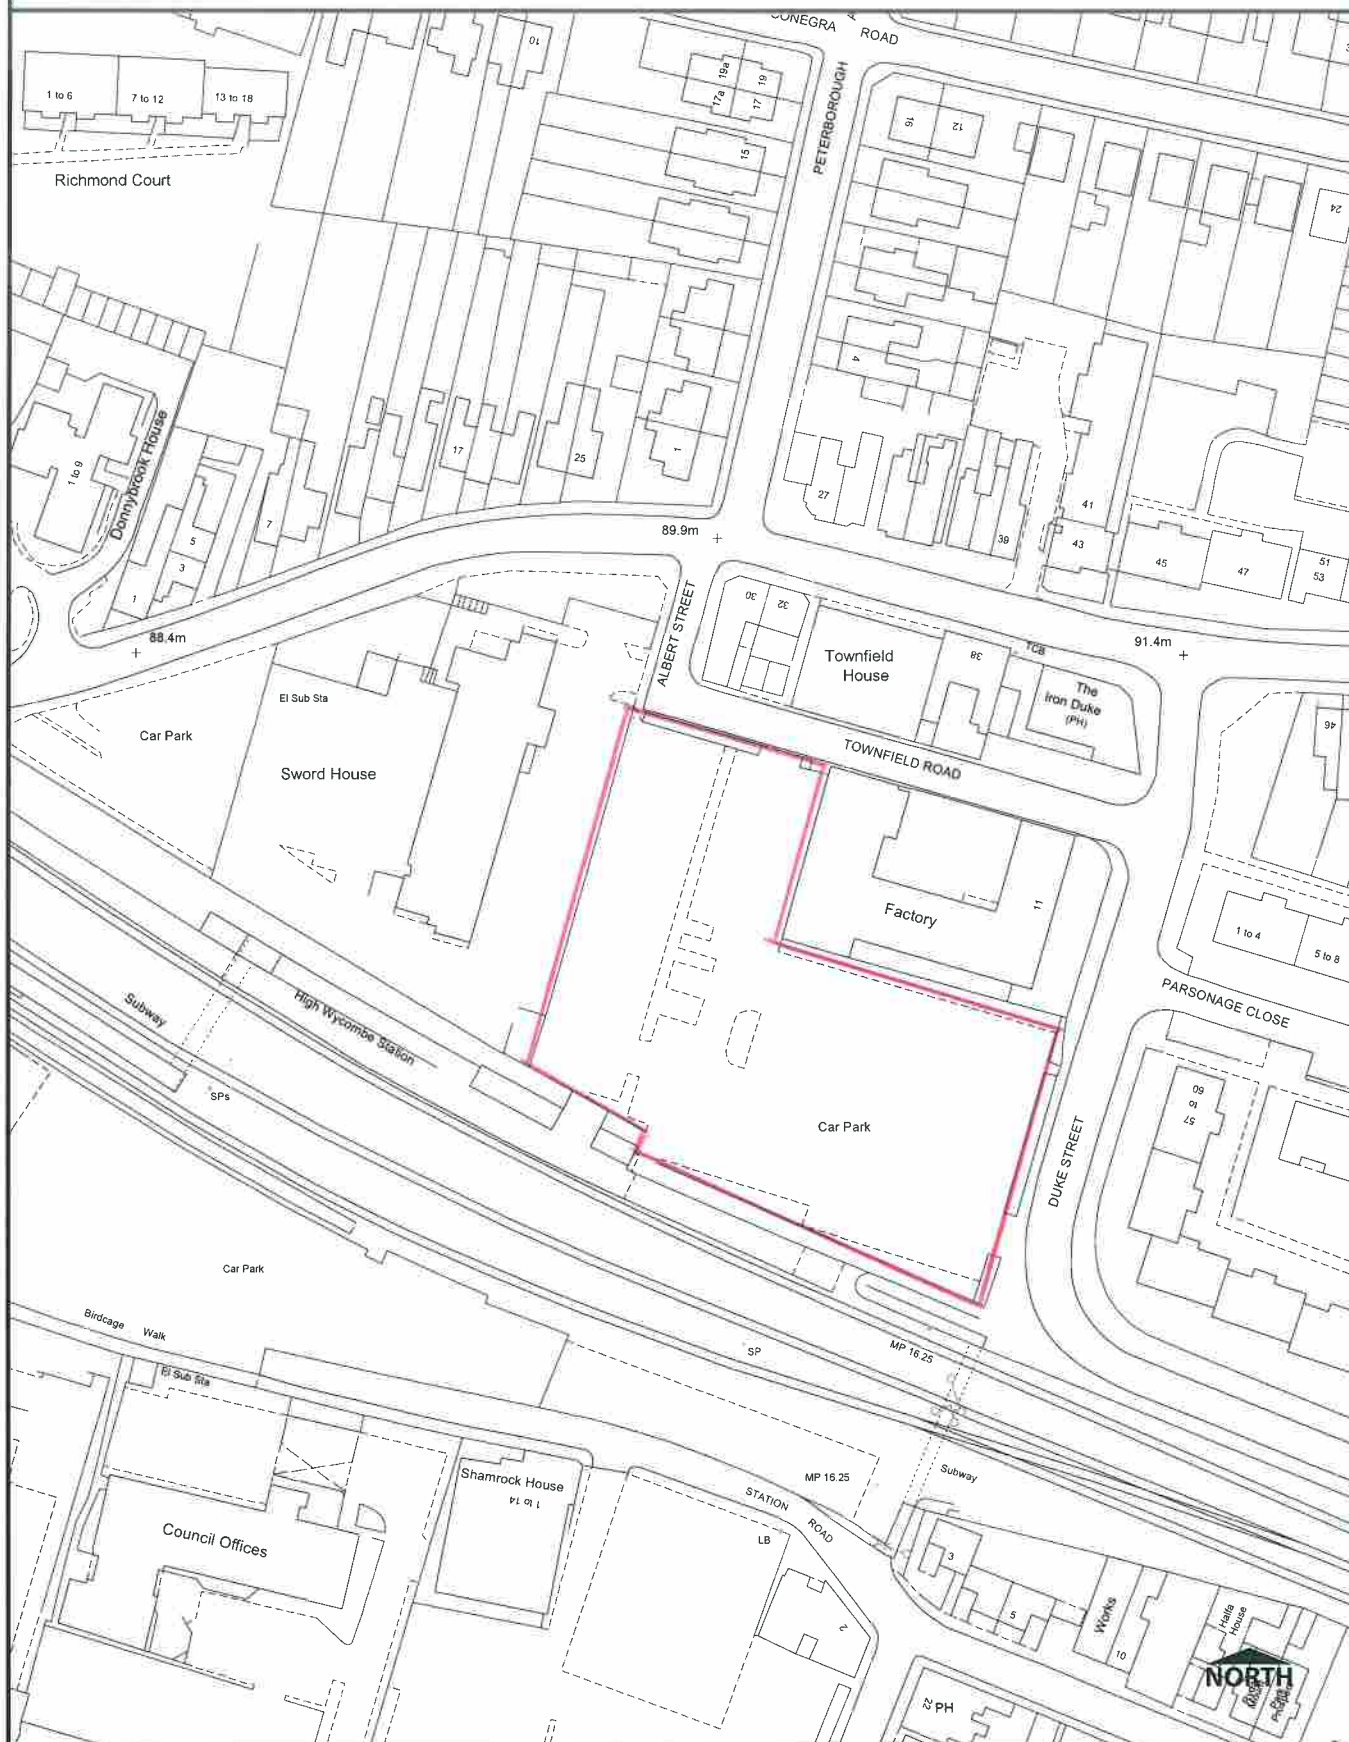 ROAD
10
19a
19
17a
17
PETERBOROUGH
1 to 6
7 to 12
13 to 18
16
12
15
Richmond Court
24
4
1 to 9
Donnybrook House
17
25
1
27
41
39
43
45
47
51
53
7
5
3
1
89.9m
88.4m
91.4m
ALBERT STREET
30
32
Townfield
House
38
TCB
The
Iron Duke
(PH)
46
El Sub Sta
Car Park
Sword House
TOWNFIELD ROAD
Factory
11
1 to 4
5 to 8
PARSONAGE CLOSE
Subway
High Wycombe Station
SPs
Car Park
DUKE STREET
60
to
57
Car Park
Birdcage Walk
SP
MP 16.25
El Sub Sta
Shamrock House
1 to 14
MP 16.25
Subway
STATION
ROAD
LB
Council Offices
3
5
Works
10
2
Halfa
House
NORTH
22
PH